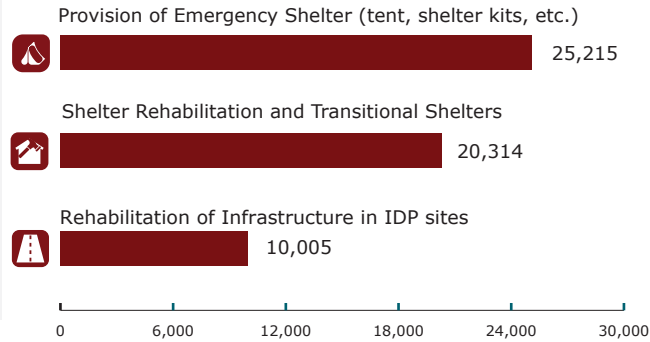 Provision of Emergency Shelter (tent, shelter kits, etc.)
25,215
Shelter Rehabilitation and Transitional Shelters
20,314
Rehabilitation of Infrastructure in IDP sites
10,005
0 6,000 12,000 18,000 24,000 30,000